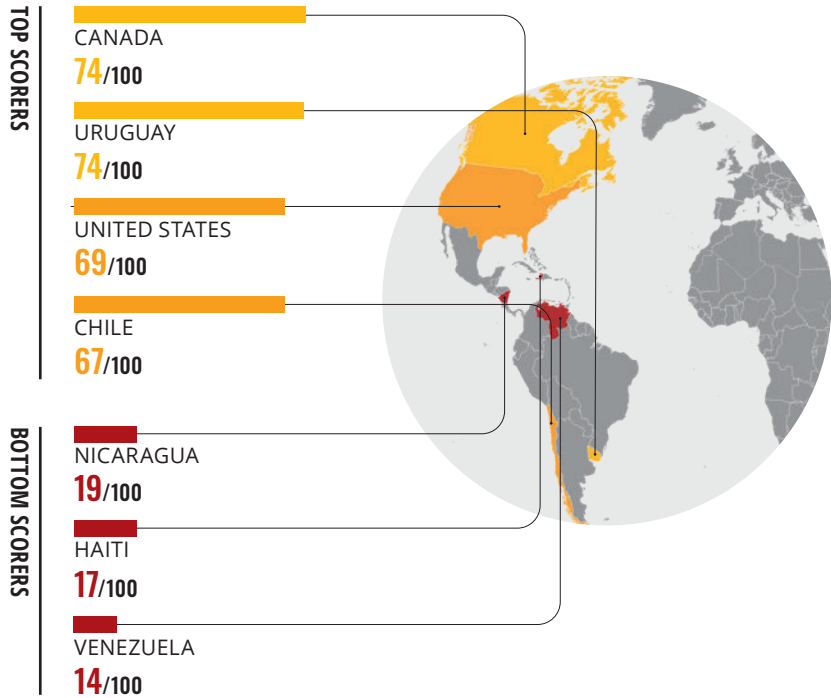 TOP SCORERS
CANADA
74/100
URUGUAY
74/100
UNITED STATES
69/100
CHILE
67/100
BOTTOM SCORERS
NICARAGUA
19/100
HAITI
17/100
VENEZUELA
14/100